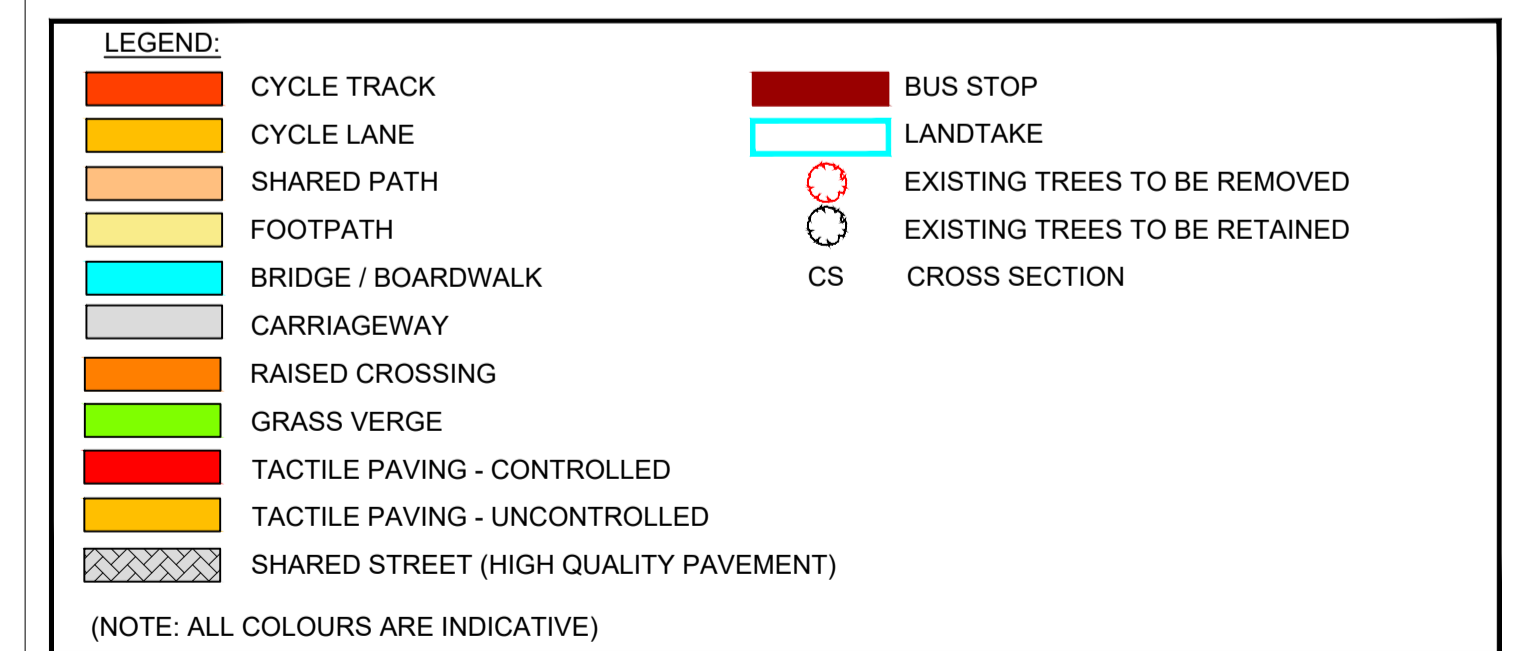 LEGEND:
CYCLE TRACK
CYCLE LANE
SHARED PATH
FOOTPATH
BRIDGE / BOARDWALK
CARRIAGEWAY
RAISED CROSSING
GRASS VERGE
TACTILE PAVING - CONTROLLED
TACTILE PAVING - UNCONTROLLED
SHARED STREET (HIGH QUALITY PAVEMENT)
(NOTE: ALL COLOURS ARE INDICATIVE)
BUS STOP
LANDTAKE
EXISTING TREES TO BE REMOVED
EXISTING TREES TO BE RETAINED
CS CROSS SECTION